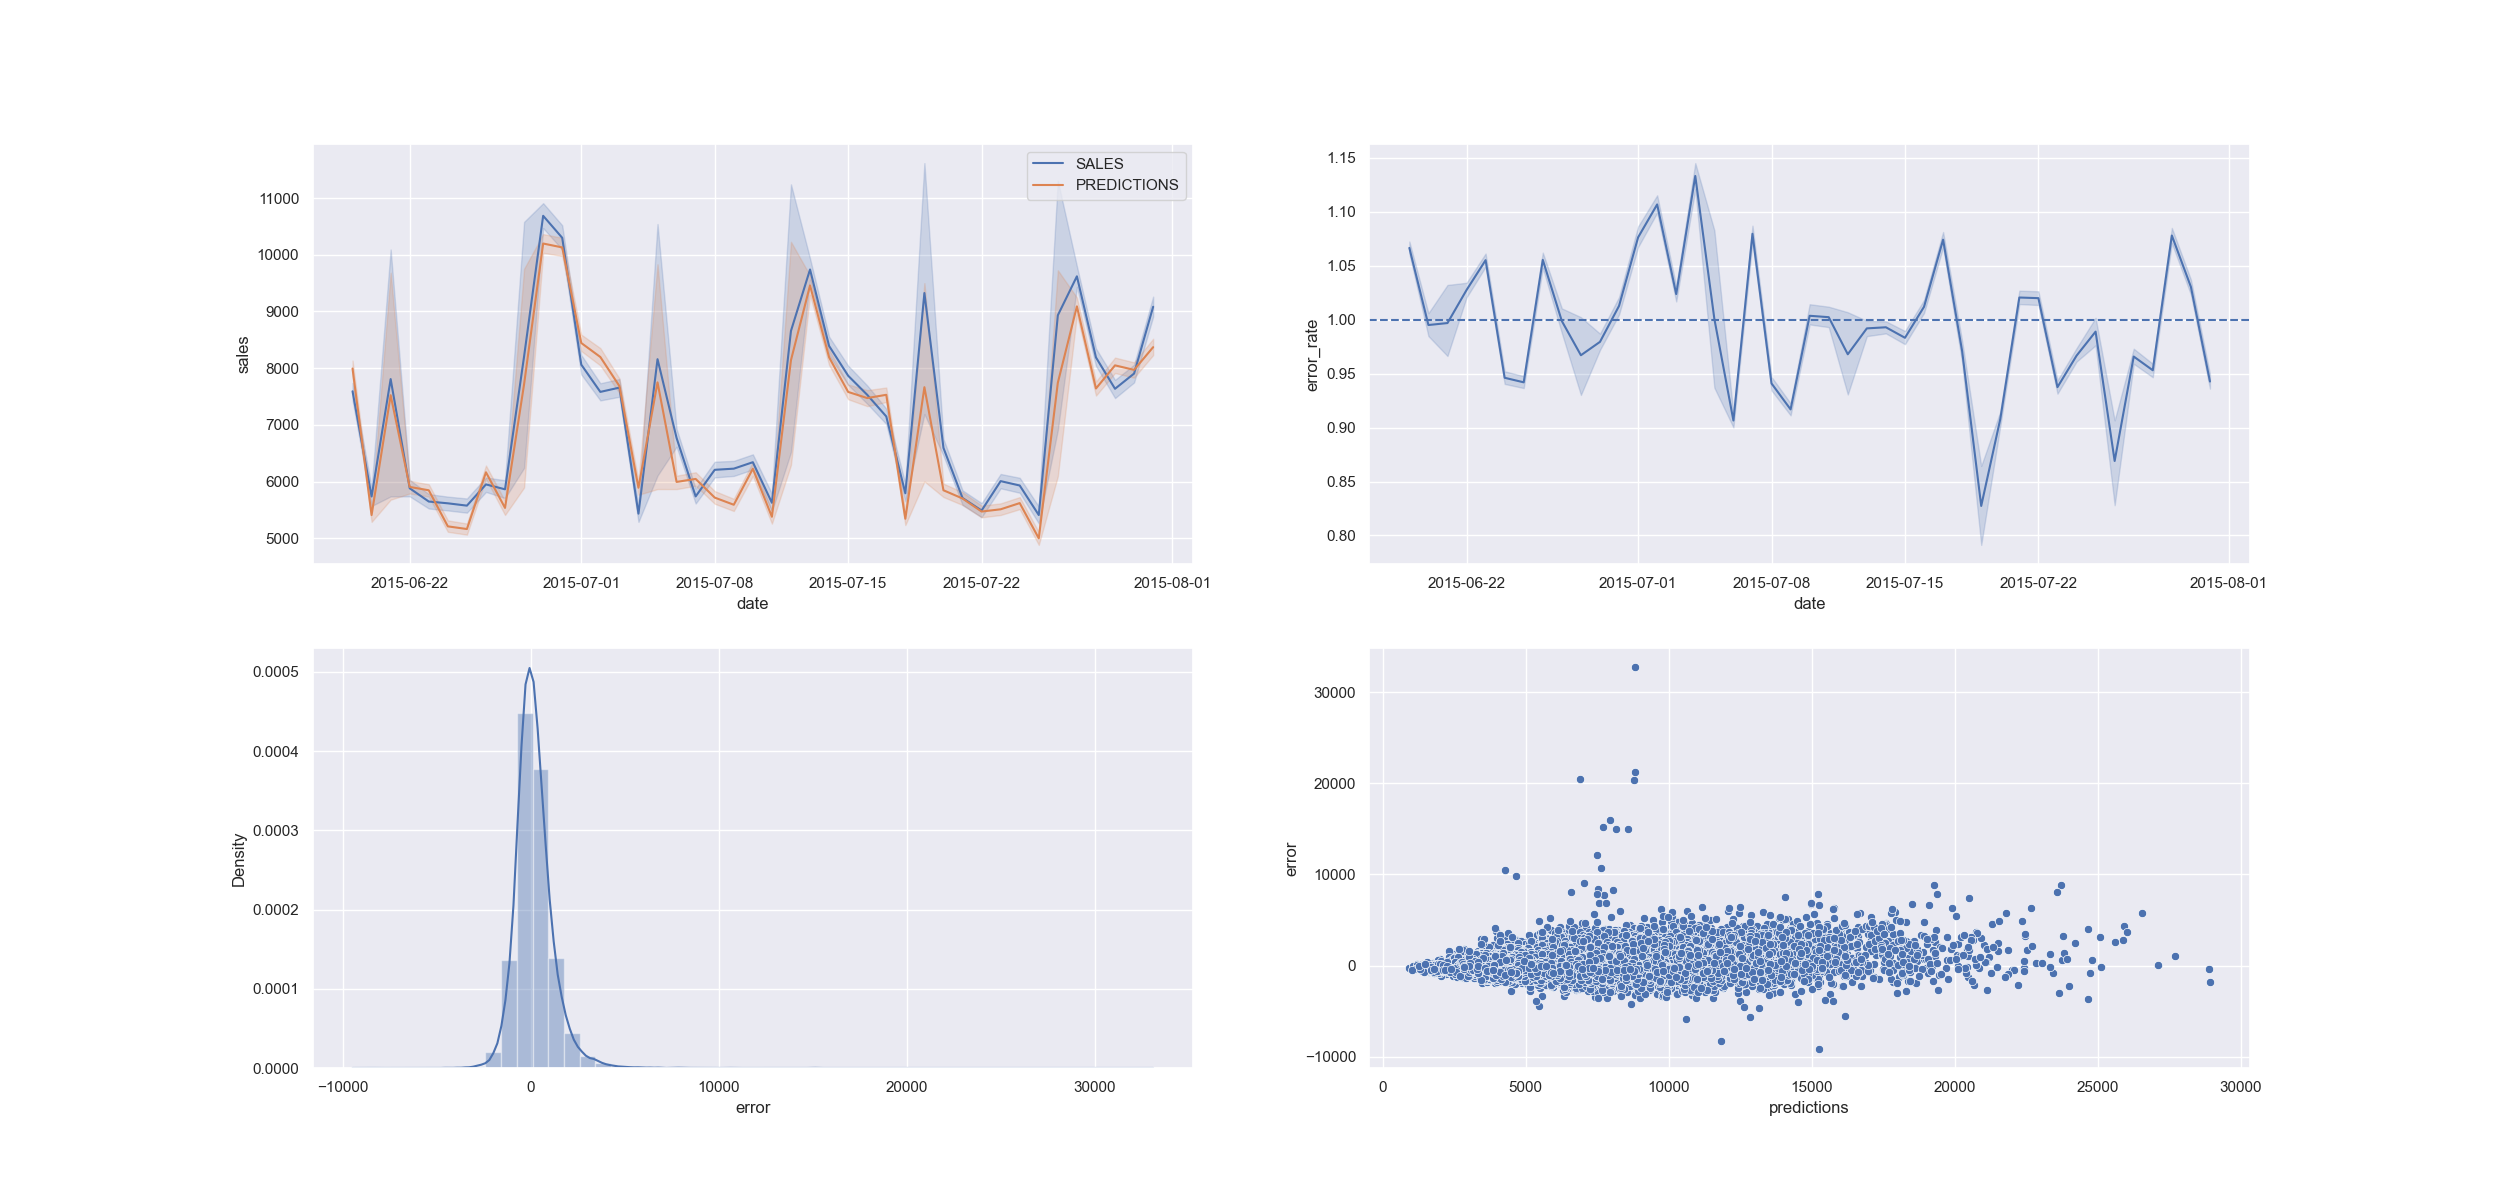 SALES
PREDICTIONS
11000
10000
9000
8000
7000
6000
5000
sales
2015-06-22 2015-07-01 2015-07-08 2015-07-15 2015-07-22 2015-08-01
date
1.15
1.10
1.05
1.00
0.95
0.90
0.85
0.80
error_rate
2015-06-22 2015-07-01 2015-07-08 2015-07-15 2015-07-22 2015-08-01
date
0.0005
0.0004
0.0003
0.0002
0.0001
0.0000
Density
−10000 0 10000 20000 30000
error
30000
20000
10000
0
−10000
error
0 5000 10000 15000 20000 25000 30000
predictions